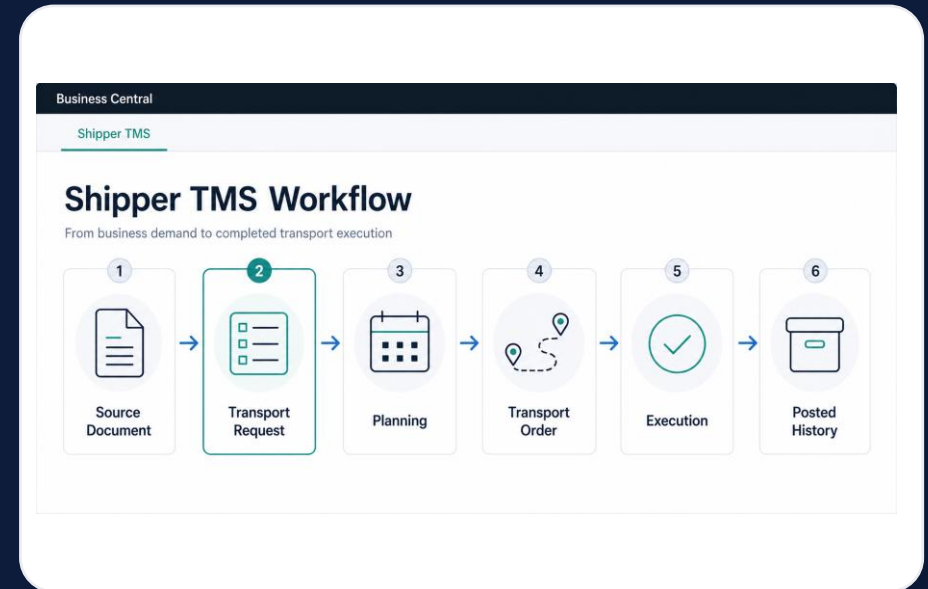 Business Central
Shipper TMS
Shipper TMS Workflow
From business demand to completed transport execution
1
2
3
4
5
6
Source
Document
Transport
Request
Planning
Transport
Order
Execution
Posted
History